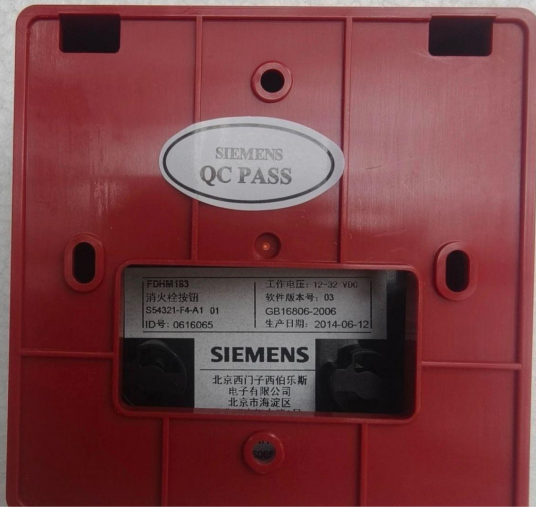 SIEMENS
QC PASS
FDHM183
消火栓按钮
S54321-F4-A1 01
ID号: 0616065
工作电压: 12-32 VDC
软件版本号: 03
GB16806-2006
生产日期: 2014-06-12
SIEMENS
北京西门子西伯乐斯
电子有限公司
北京市海淀区